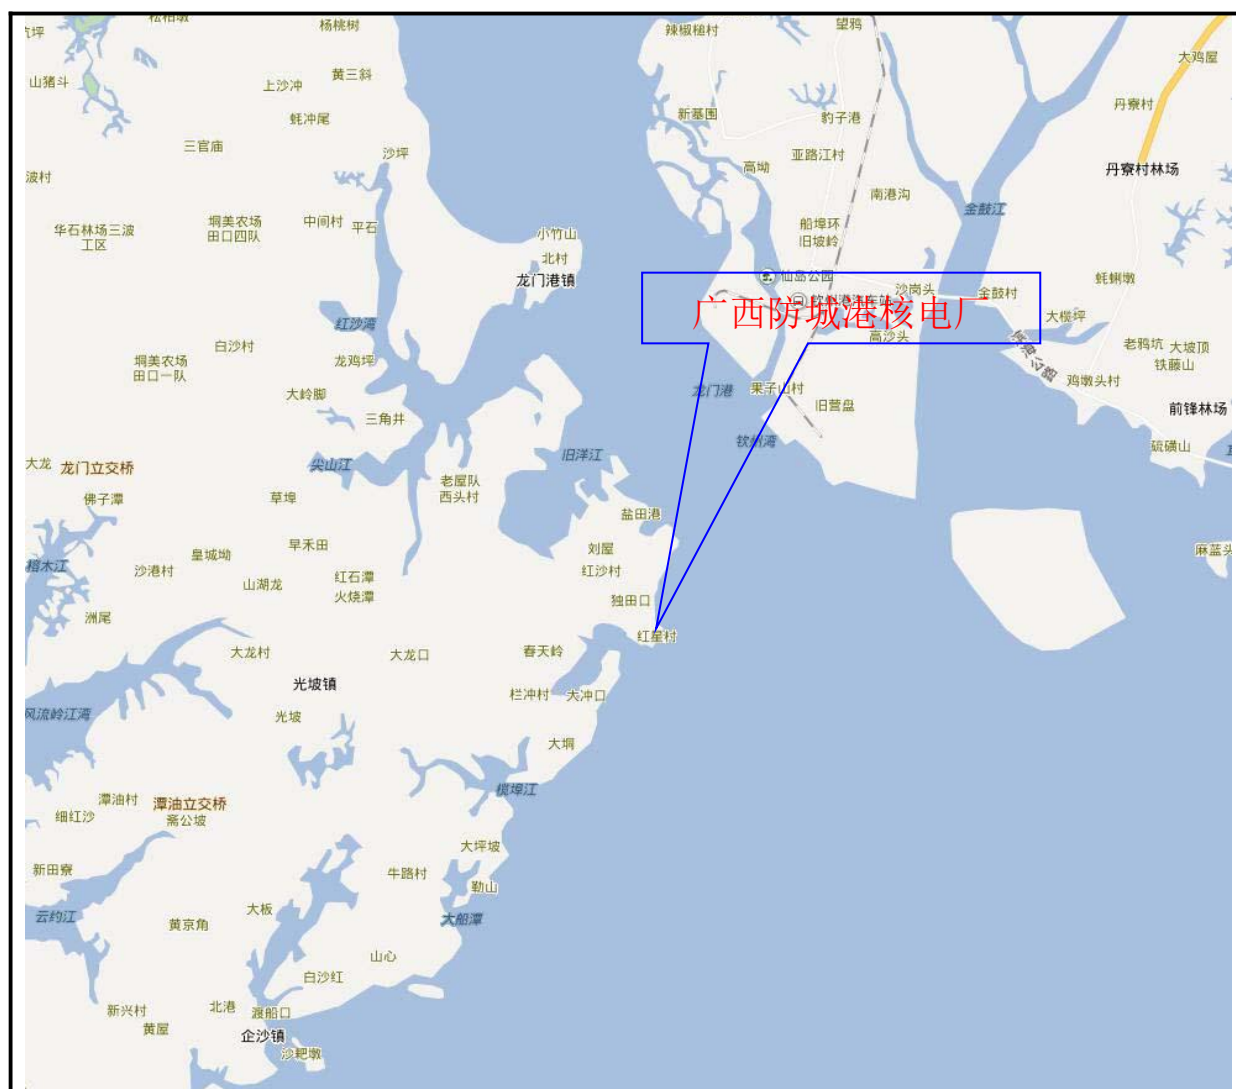 杨桃树
辣椒槌村
望鸦
大鸡屋
山猪斗
上沙冲
黄三斜
蚝冲尾
新基围
豹子港
丹寮村
三官庙
沙坪
高坳
亚路江村
丹寮村林场
波村
南港沟
华石林场三波
工区
垌美农场
田口四队
中间村
平石
小竹山
北村
龙门港镇
船埠环
旧坡岭
金鼓江
仙岛公园
沙岗头
金鼓村
蚝蜊墩
广西防城港核电厂
钦州港汽车站
大榄坪
红沙湾
白沙村
龙鸡坪
高沙头
滨海公路
老鸦坑
大坡顶
铁藤山
垌美农场
田口一队
大岭脚
三角井
龙门港
果子山村
旧营盘
鸡墩头村
前锋林场
钦州湾
硫磺山
大龙
龙门立交桥
尖山江
旧洋江
佛子潭
草埠
老屋队
西头村
盐田港
皇城坳
早禾田
刘屋
麻蓝头
榕木江
沙港村
山湖龙
红石潭
火烧潭
红沙村
独田口
洲尾
红星村
大龙村
大龙口
春天岭
光坡镇
栏冲村
大冲口
风流岭江湾
光坡
大垌
榄埠江
潭油村
潭油立交桥
细红沙
斋公坡
大坪坡
新田寮
牛路村
勒山
云约江
大板
黄京角
大船潭
山心
白沙红
新兴村
北港
渡船口
黄屋
企沙镇
沙耙墩